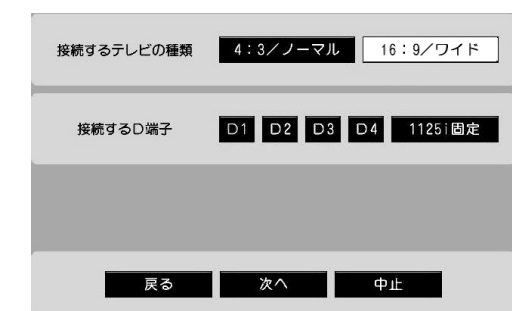 接続するテレビの種類 4:3/ノーマル 16:9/ワイド
接続するD端子 D1 D2 D3 D4 1125i固定
戻る 次へ 中止